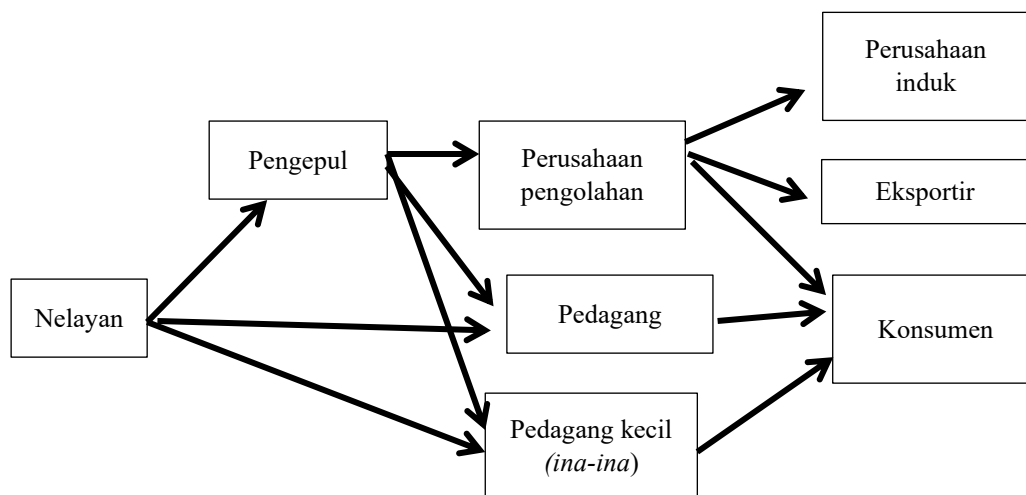 Perusahaan
induk
Pengepul
Perusahaan
pengolahan
Eksportir
Nelayan
Pedagang
Konsumen
Pedagang kecil
(ina-ina)